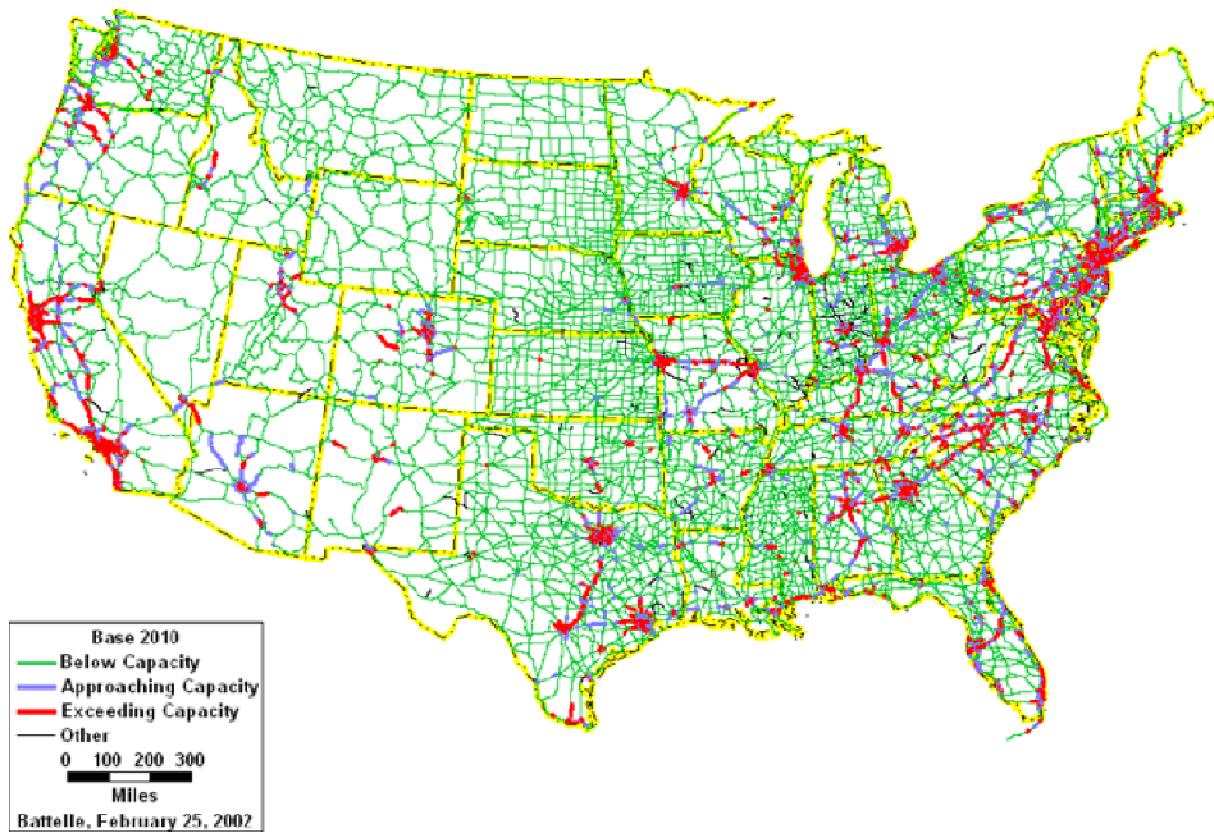 Base 2010
Below Capacity
Approaching Capacity
Exceeding Capacity
Other
0 100 200 300
Miles
Battelle, February 25, 2002